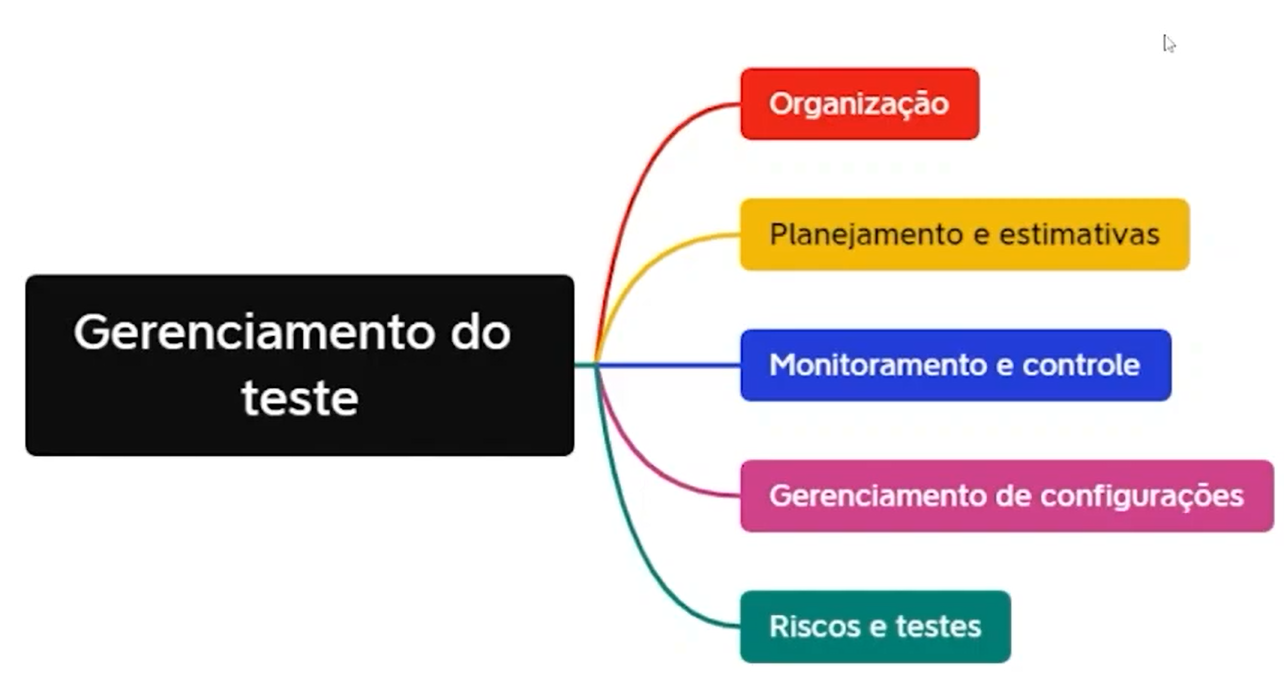 Gerenciamento do
teste
Organização
Planejamento e estimativas
Monitoramento e controle
Gerenciamento de configurações
Riscos e testes